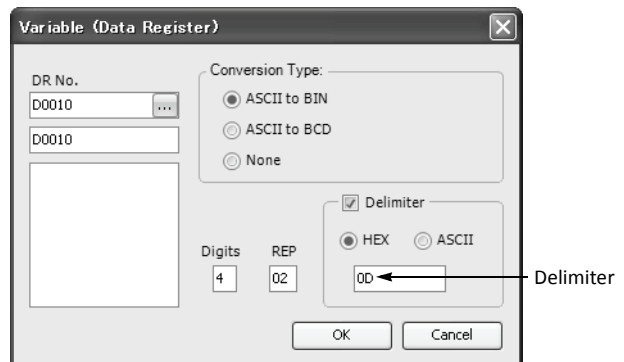 Variable (Data Register)
DR No.
D0010
...
D0010
Conversion Type:
ASCII to BIN
ASCII to BCD
None
Delimiter
HEX
ASCII
Digits
REP
4
02
0D
Delimiter
OK
Cancel